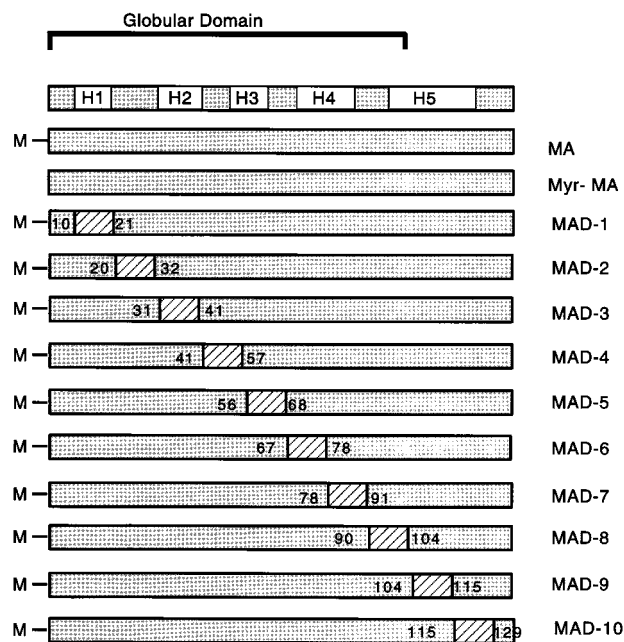 Globular Domain
H1 H2 H3 H4 H5
M MA
Myr- MA
M 10 21 MAD-1
M 20 32 MAD-2
M 31 41 MAD-3
M 41 57 MAD-4
M 56 68 MAD-5
M 67 78 MAD-6
M 78 91 MAD-7
M 90 104 MAD-8
M 104 115 MAD-9
M 115 129 MAD-10